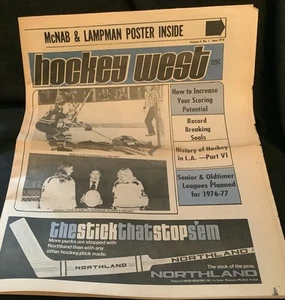 McNAB & LAMPMAN POSTER INSIDE
hockey west
25¢
How to Increase
Your Scoring
Potential
Record
Breaking
Seals
History of Hockey
in L.A. —Part VI
Senior & Oldtimer
Leagues Planned
for 1976-77
thestickthatstops'em
More pucks are stopped with
Northland than with any
other hockey stick made.
NORTHLAND
The stick of the pros.
NORTHLAND